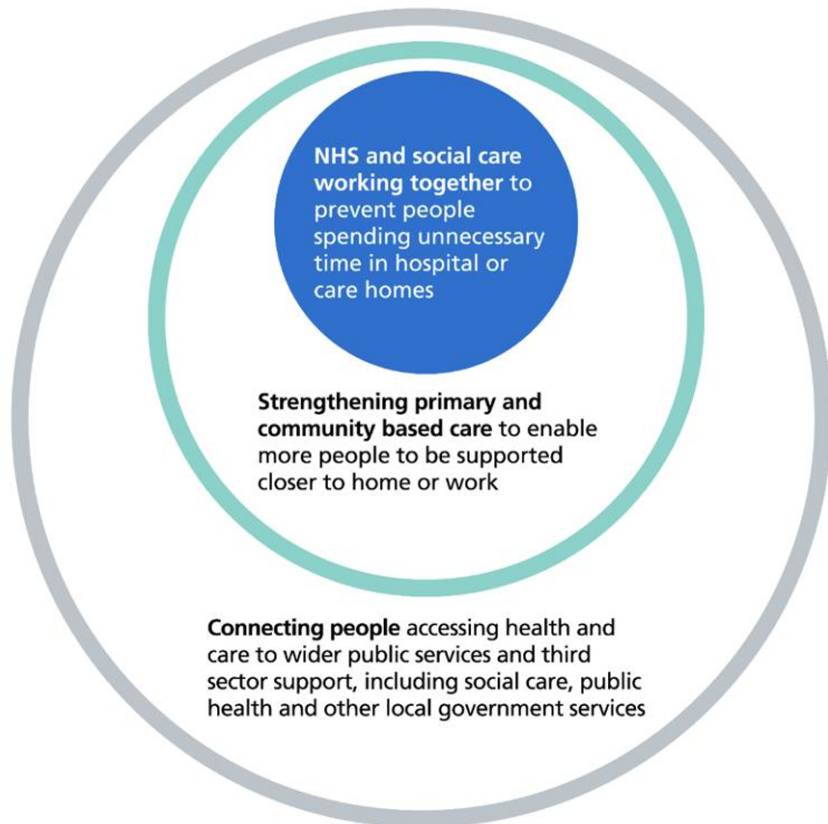 NHS and social care
working together to
prevent people
spending unnecessary
time in hospital or
care homes
Strengthening primary and
community based care to enable
more people to be supported
closer to home or work
Connecting people accessing health and
care to wider public services and third
sector support, including social care, public
health and other local government services